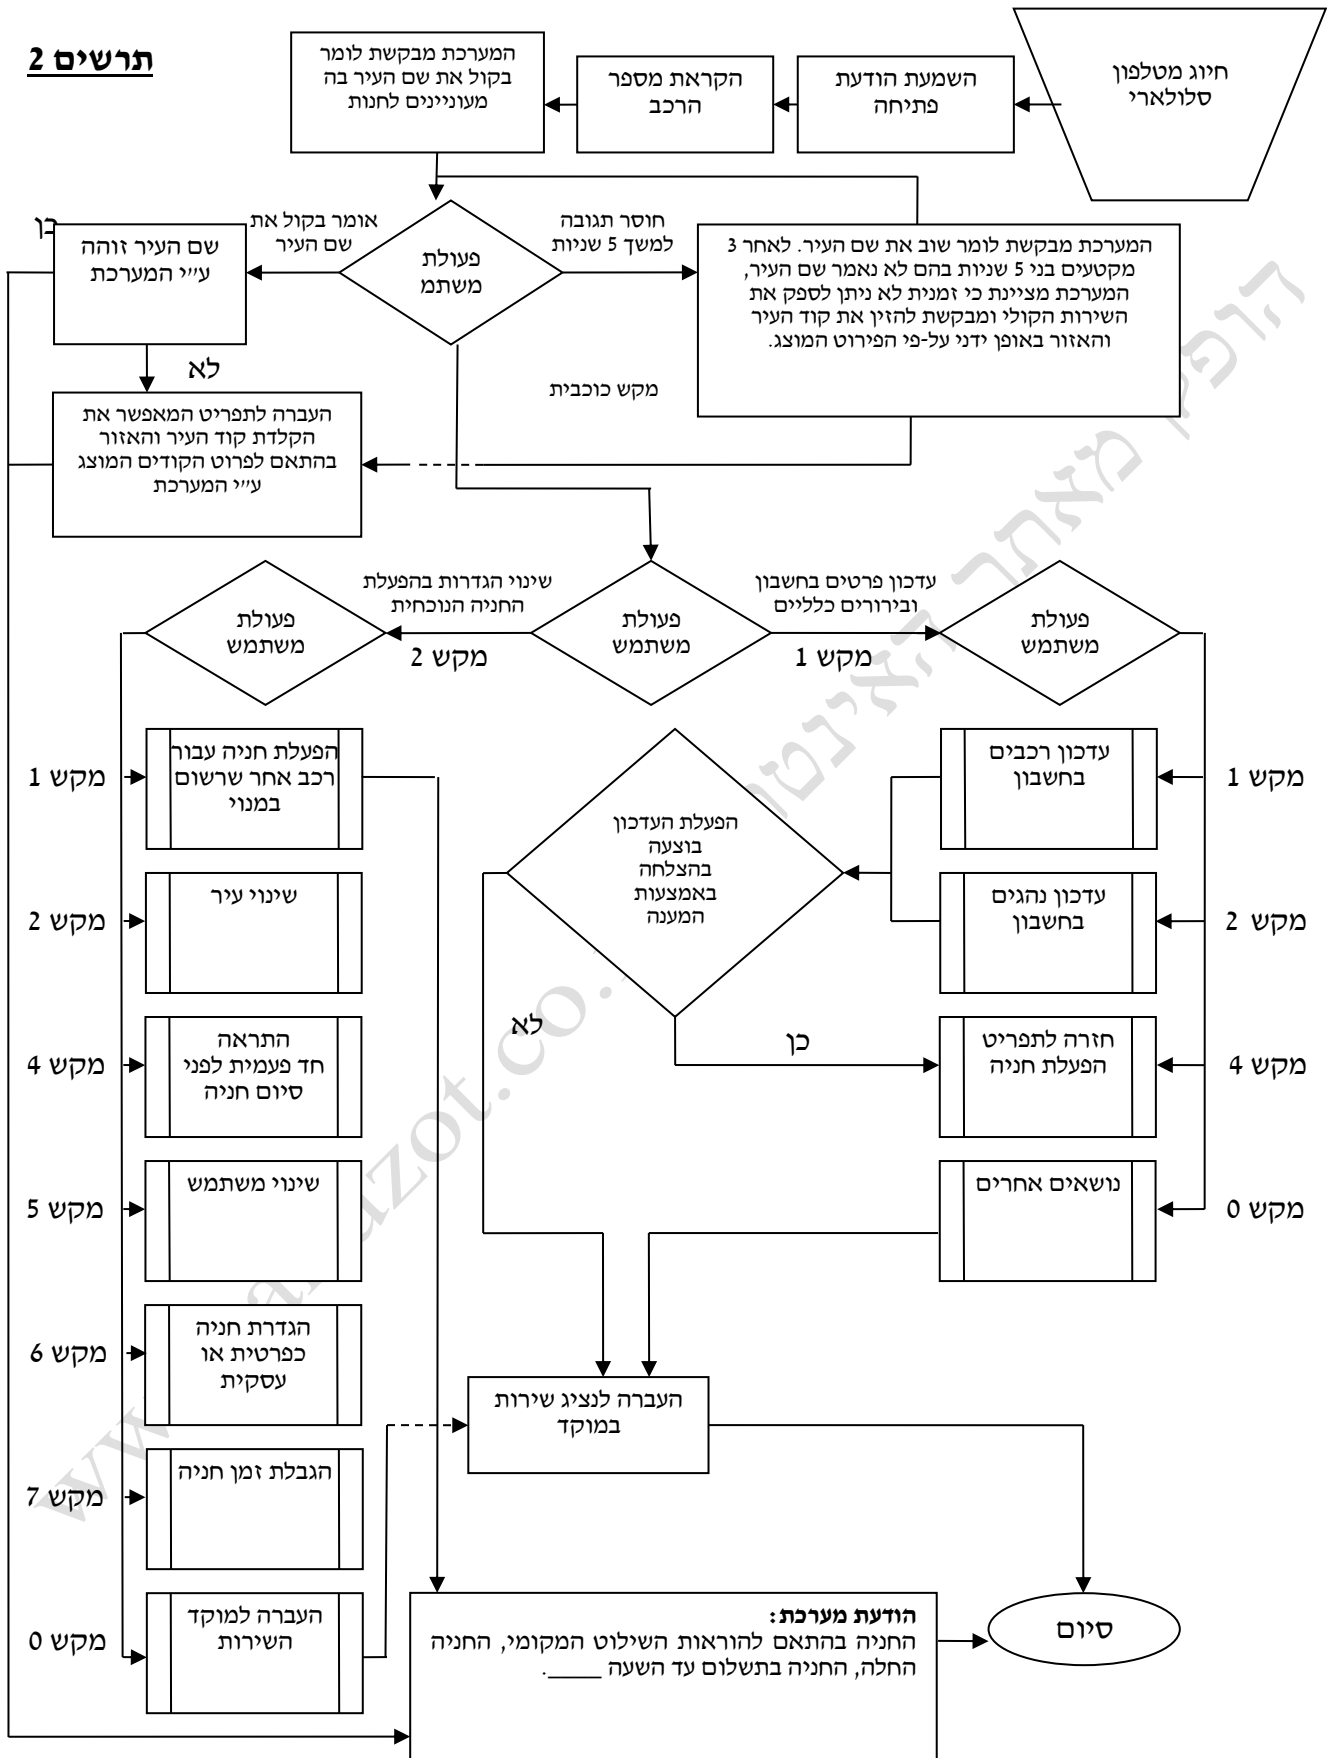 תרשים 2
חיוג מטלפון
סלולארי
השמעת הודעת
פתיחה
הקראת מספר
הרכב
המערכת מבקשת לומר
בקול את שם העיר בה
מעוניינים לחנות
פעולת
משתמ
חוסר תגובה
למשך 5 שניות
אומר בקול את
שם העיר
המערכת מבקשת לומר שוב את שם העיר. לאחר 3
מקטעים בני 5 שניות בהם לא נאמר שם העיר,
המערכת מציינת כי זמנית לא ניתן לספק את
השירות הקולי ומבקשת להזין את קוד העיר
והאזור באופן ידני על-פי הפירוט המוצג.
שם העיר זוהה
ע״י המערכת
כן
לא
העברה לתפריט המאפשר את
הקלדת קוד העיר והאזור
בהתאם לפרוט הקודים המוצג
ע״י המערכת
מקש כוכבית
פעולת
משתמש
עדכון פרטים בחשבון
ובירורים כלליים
מקש 1
פעולת
משתמש
שינוי הגדרות בהפעלת
החניה הנוכחית
מקש 2
פעולת
משתמש
מקש 1
עדכון רכבים
בחשבון
מקש 2
עדכון נהגים
בחשבון
מקש 4
חזרה לתפריט
הפעלת חניה
מקש 0
נושאים אחרים
הפעלת העדכון
בוצעה
בהצלחה
באמצעות
המענה
כן
לא
הפעלת חניה עבור
רכב אחר שרשום
במנוי
מקש 1
שינוי עיר
מקש 2
התראה
חד פעמית לפני
סיום חניה
מקש 4
שינוי משתמש
מקש 5
הגדרת חניה
כפרטית או
עסקית
מקש 6
הגבלת זמן חניה
מקש 7
העברה למוקד
השירות
מקש 0
העברה לנציג שירות
במוקד
הודעת מערכת:
החניה בהתאם להוראות השילוט המקומי, החניה
החלה, החניה בתשלום עד השעה _____.
סיום